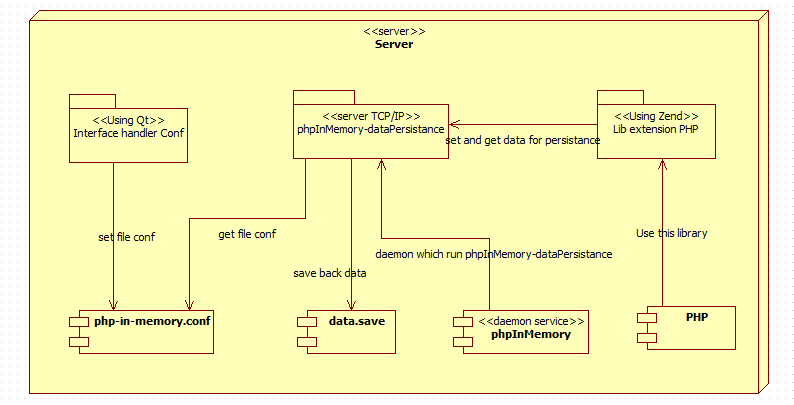 <<server>>
Server
<<Using Qt>>
Interface handler Conf
<<server TCP/IP>>
phpInMemory-dataPersistance
<<Using Zend>>
Lib extension PHP
set and get data for persistance
set file conf
get file conf
Use this library
daemon which run phpInMemory-dataPersistance
save back data
php-in-memory.conf
data.save
<<daemon service>>
phpInMemory
PHP